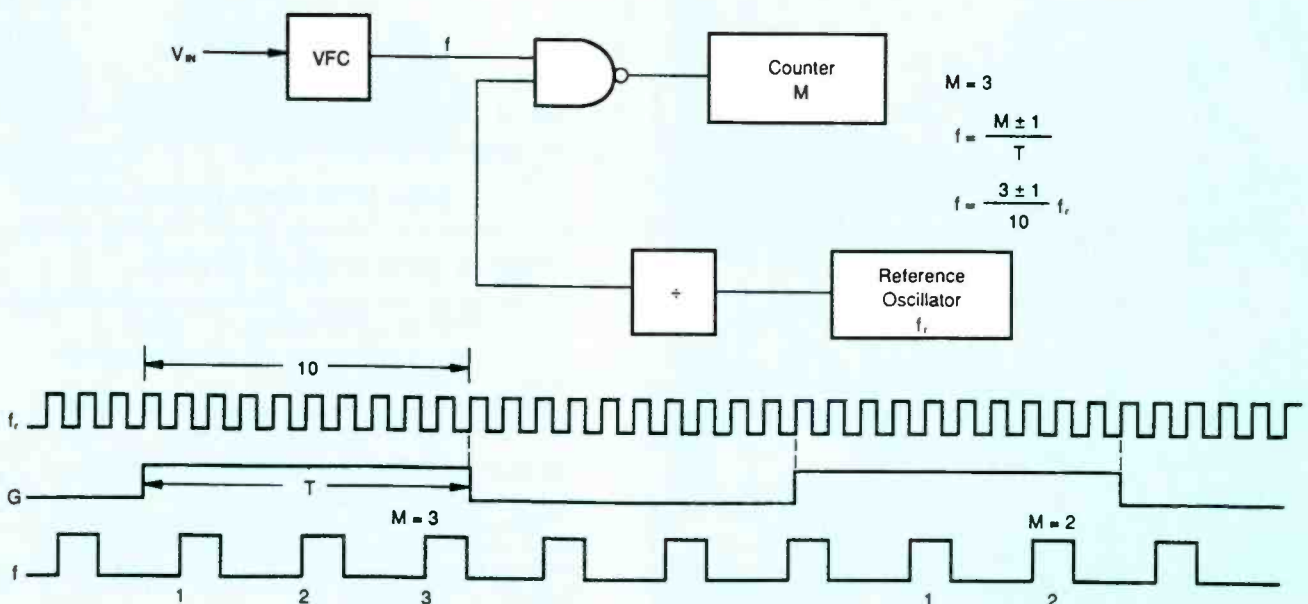 V_IN
VFC
f
Counter
M
M = 3
f = (M ± 1) / T
f = (3 ± 1) / 10 f_r
÷
Reference
Oscillator
f_r
10
f_r
G
T
M = 3
M = 2
f
1 2 3 1 2